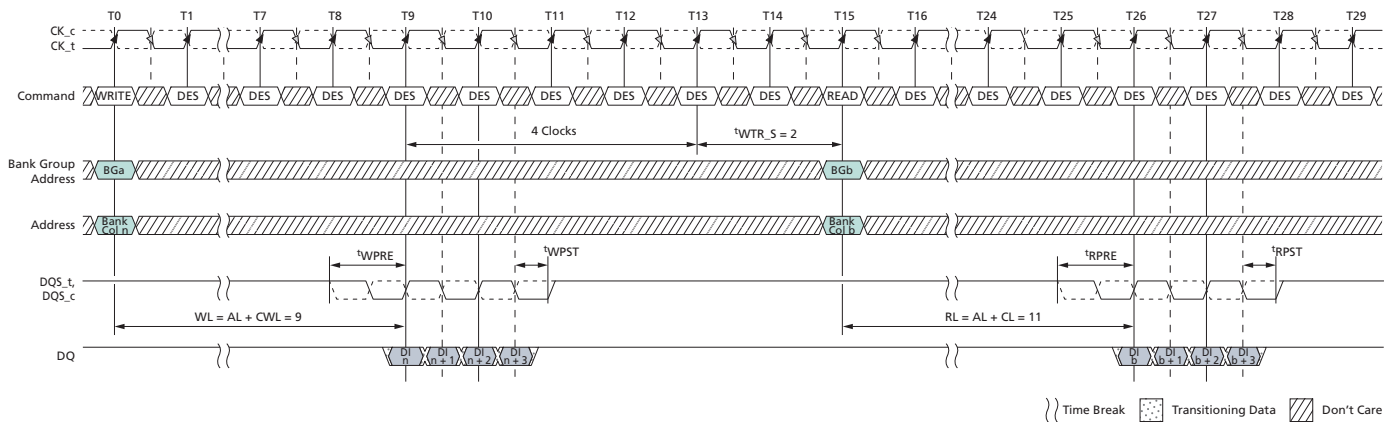 T0 T1 T7 T8 T9 T10 T11 T12 T13 T14 T15 T16 T24 T25 T26 T27 T28 T29
CK_c
CK_t
Command WRITE DES DES DES DES DES DES DES DES DES READ DES DES DES DES DES DES DES
4 Clocks tWTR_S = 2
Bank Group
Address BGa BGb
Address Bank
Col n Bank
Col b
tWPRE tWPST tRPRE tRPST
DQS_t,
DQS_c
WL = AL + CWL = 9 RL = AL + CL = 11
DQ DI
n DI
n + 1 DI
n + 2 DI
n + 3 DI
b DI
b + 1 DI
b + 2 DI
b + 3
Time Break Transitioning Data Don't Care